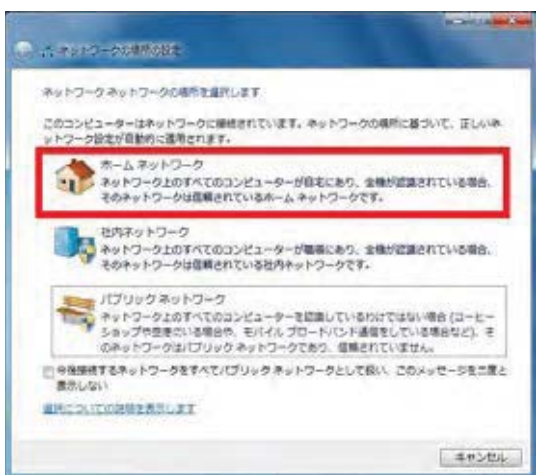 ネットワークの場所の設定
ネットワーク ネットワークの場所を選択します
このコンピューターはネットワークに接続されています。ネットワークの場所に基づいて、正しいネ
ットワーク設定が自動的に適用されます。
ホーム ネットワーク
ネットワーク上のすべてのコンピューターが自宅にあり、全機が認識されている場合、
そのネットワークは信頼されているホーム ネットワークです。
社内ネットワーク
ネットワーク上のすべてのコンピューターが職場にあり、全機が認識されている場合、
そのネットワークは信頼されている社内ネットワークです。
パブリック ネットワーク
ネットワーク上のすべてのコンピューターを認識しているわけではない場合 (コーヒー
ショップや空港にいる場合や、モバイル ブロードバンド通信をしている場合など)、そ
のネットワークはパブリック ネットワークであり、信頼されていません。
今後接続するネットワークをすべてパブリック ネットワークとして扱い、このメッセージを二度と
表示しない
選択についての説明を表示します
キャンセル